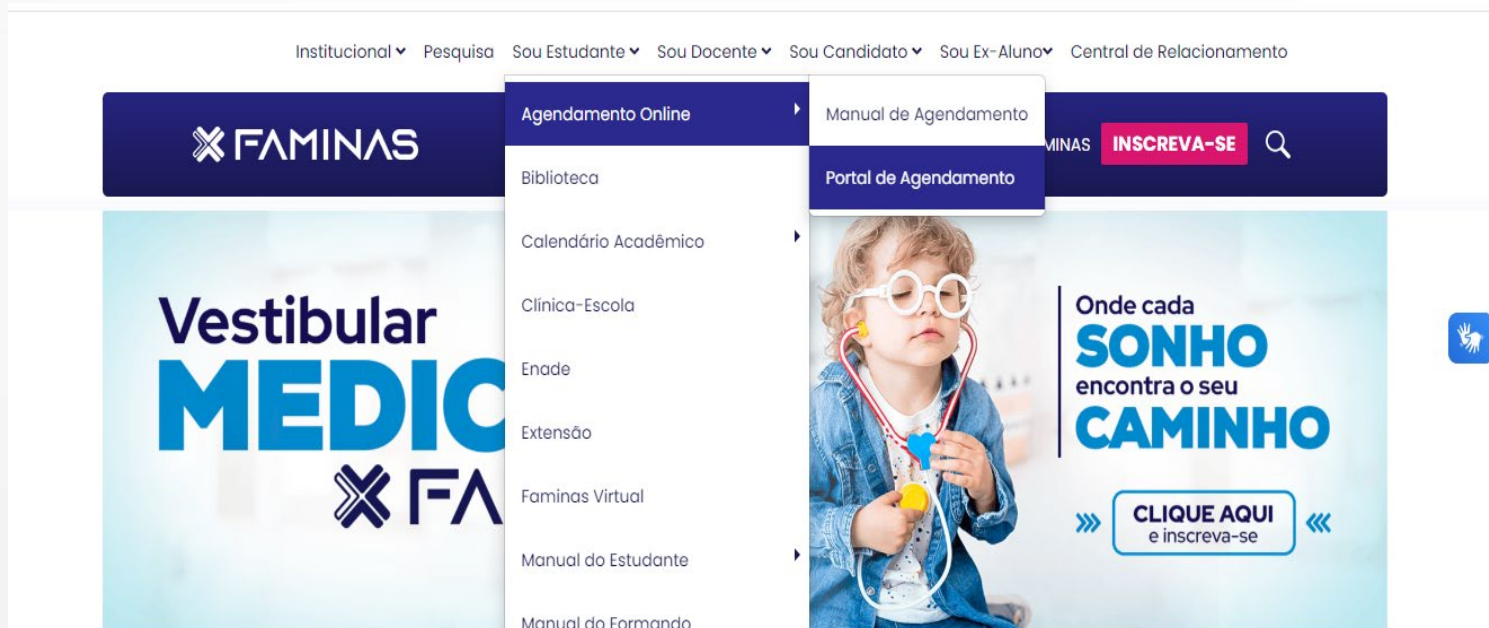 Institucional Pesquisa Sou Estudante Sou Docente Sou Candidato Sou Ex-Aluno Central de Relacionamento
FAMINAS
INSCREVA-SE
Agendamento Online
Biblioteca
Calendário Acadêmico
Clínica-Escola
Enade
Extensão
Faminas Virtual
Manual do Estudante
Manual do Formando
Manual de Agendamento
Portal de Agendamento
Vestibular
MEDIC
FA
Onde cada
SONHO
encontra o seu
CAMINHO
CLIQUE AQUI
e inscreva-se